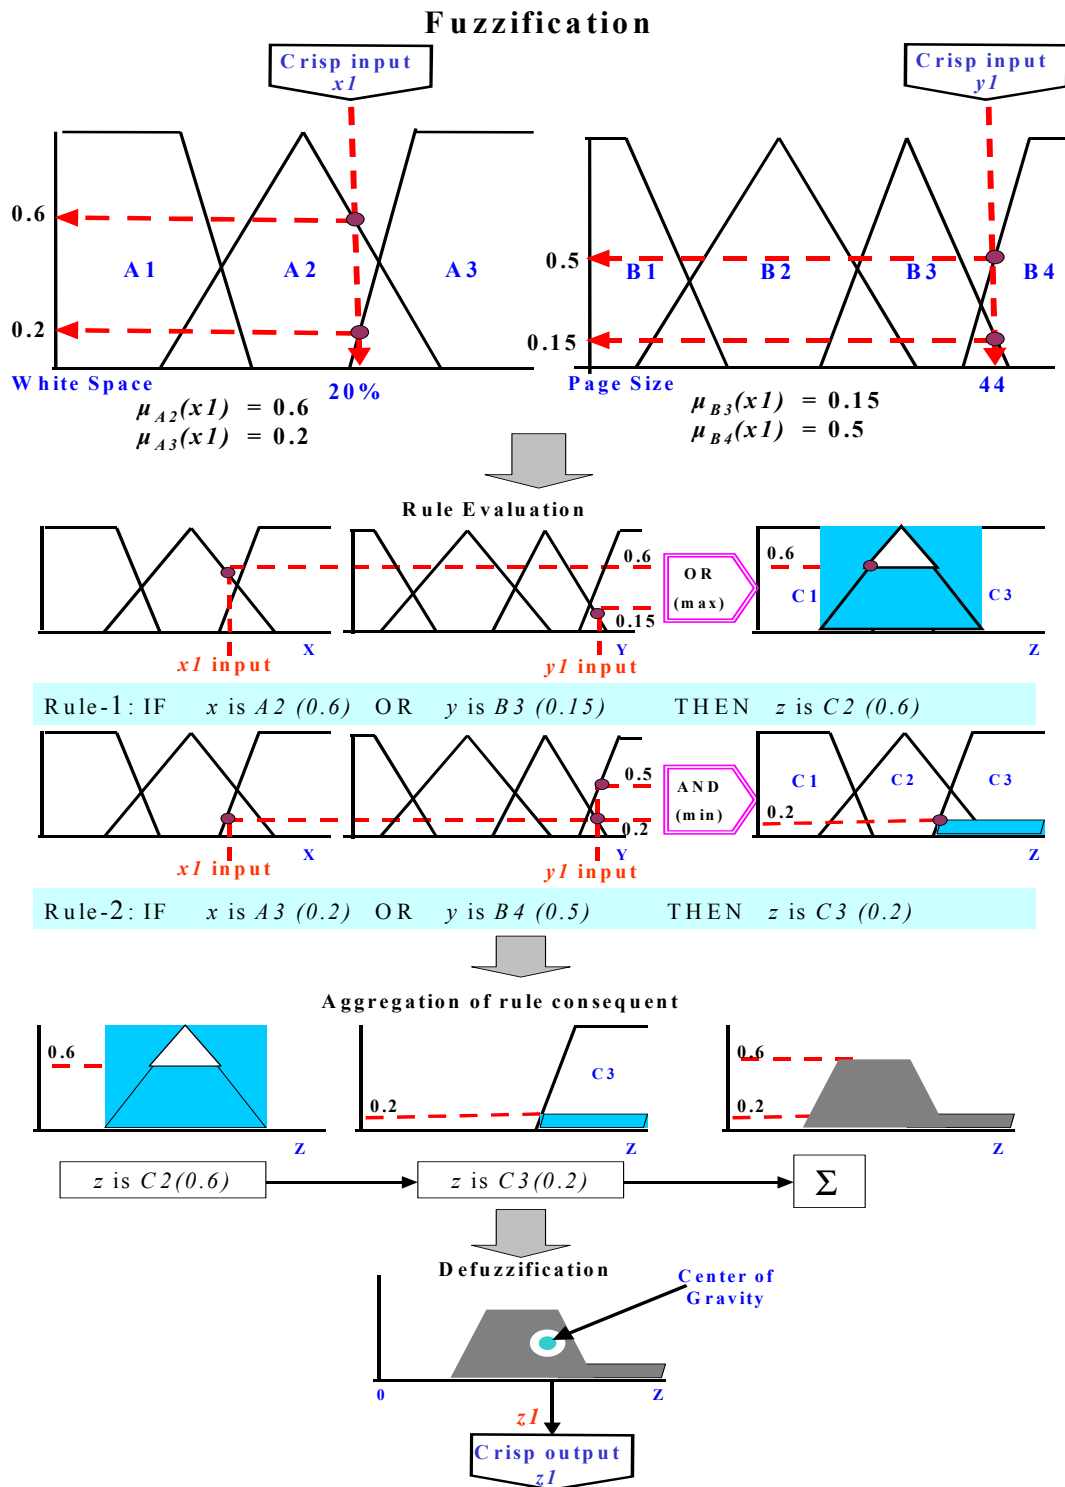 Fuzzification
Crisp input
x1
Crisp input
y1
0.6
0.2
A1
A2
A3
0.5
0.15
B1
B2
B3
B4
White Space
20%
Page Size
44
μA2(x1) = 0.6
μA3(x1) = 0.2
μB3(x1) = 0.15
μB4(x1) = 0.5
Rule Evaluation
0.6
0.15
OR
(max)
0.6
C1
C3
X
Y
Z
x1 input
y1 input
Rule-1: IF x is A2 (0.6) OR y is B3 (0.15) THEN z is C2 (0.6)
0.5
0.2
AND
(min)
C1
C2
C3
0.2
X
Y
Z
x1 input
y1 input
Rule-2: IF x is A3 (0.2) OR y is B4 (0.5) THEN z is C3 (0.2)
Aggregation of rule consequent
0.6
Z
0.2
C3
Z
0.6
0.2
Z
z is C2(0.6)
z is C3(0.2)
Σ
Defuzzification
Center of
Gravity
0
Z
z1
Crisp output
z1